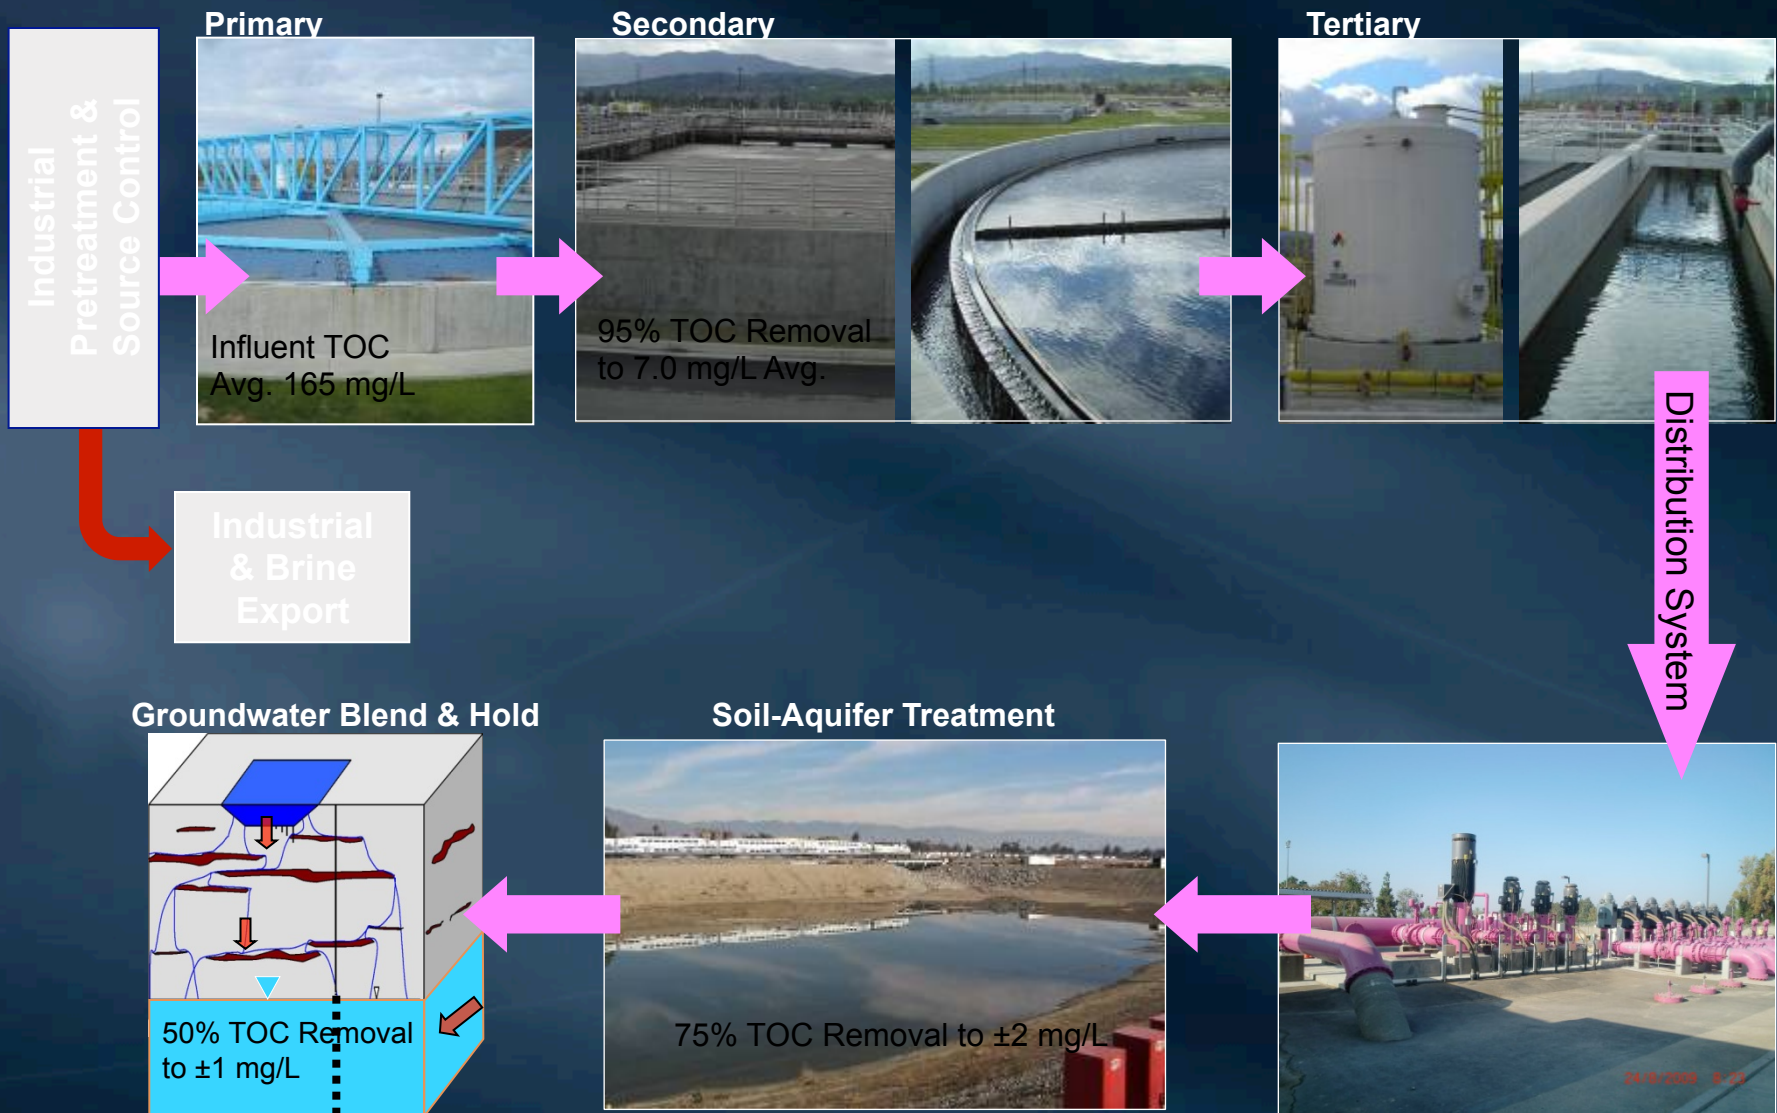 Industrial
Pretreatment &
Source Control
Primary
Influent TOC
Avg. 165 mg/L
Secondary
95% TOC Removal
to 7.0 mg/L Avg.
Tertiary
Distribution System
Industrial
& Brine
Export
Groundwater Blend & Hold
50% TOC Removal
to ±1 mg/L
Soil-Aquifer Treatment
75% TOC Removal to ±2 mg/L